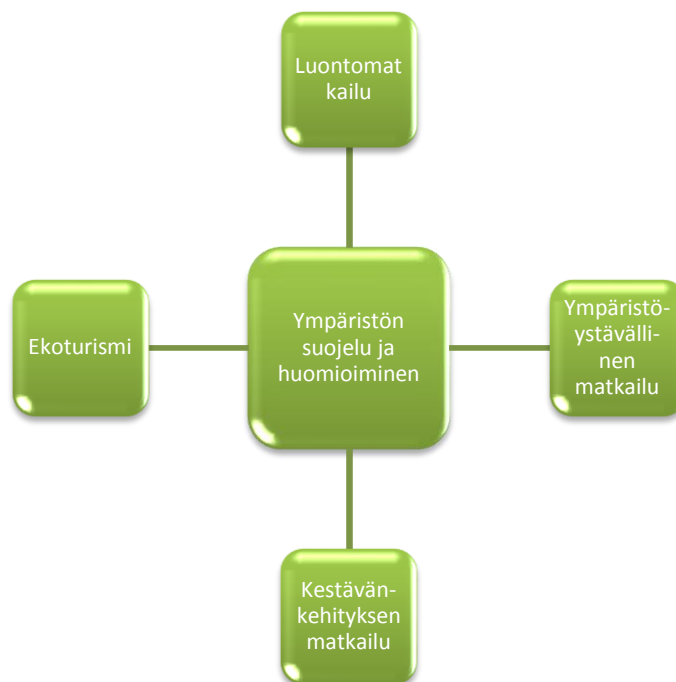 Luontomat
kailu
Ekoturismi
Ympäristön
suojelu ja
huomioiminen
Ympäristö-
ystävälli-
nen
matkailu
Kestävän-
kehityksen
matkailu